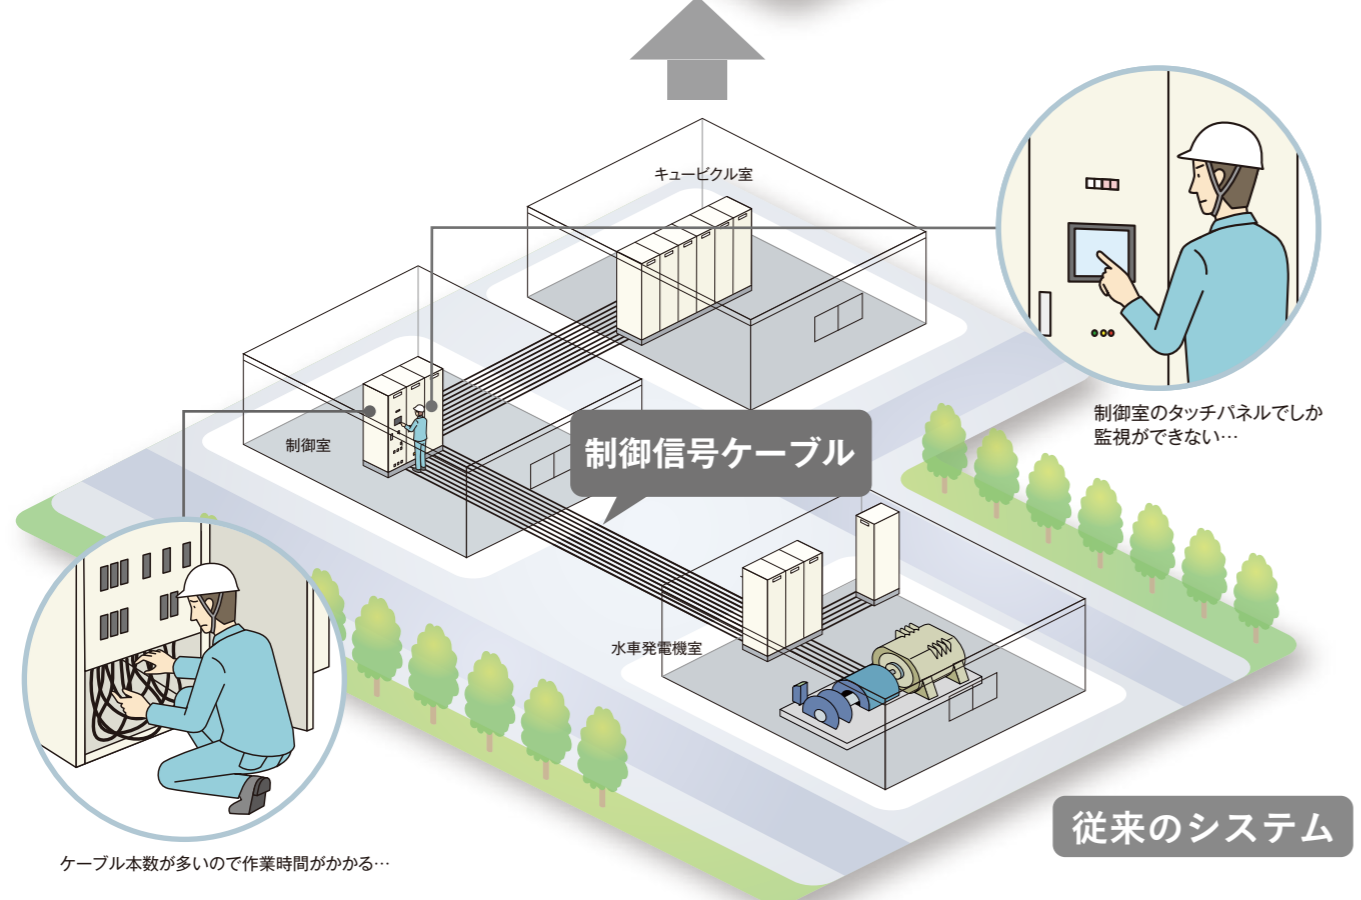 キュービクル室
制御室のタッチパネルでしか
監視ができない…
制御室
制御信号ケーブル
水車発電機室
従来のシステム
ケーブル本数が多いので作業時間がかかる…